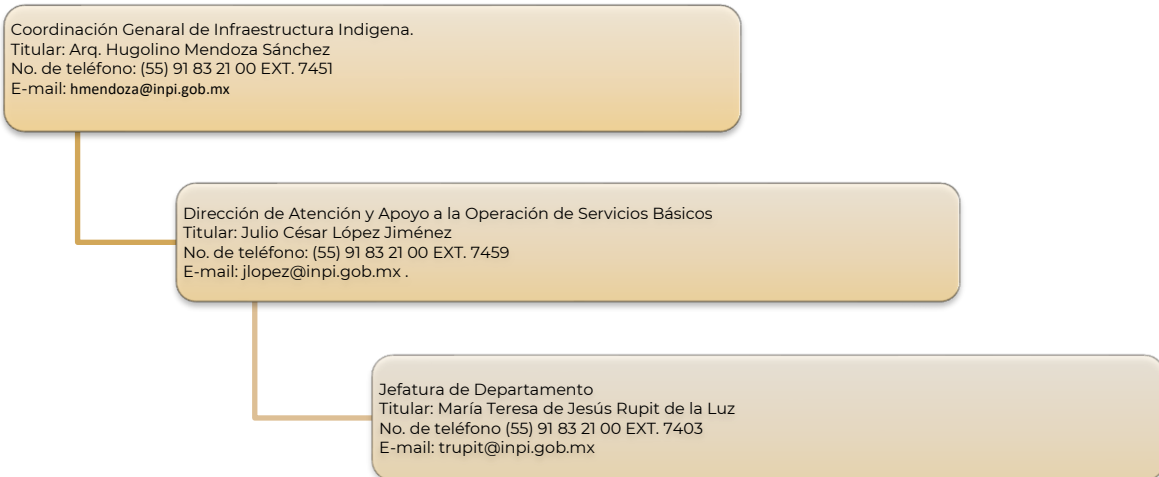 Coordinación Genaral de Infraestructura Indigena.
Titular: Arq. Hugolino Mendoza Sánchez
No. de teléfono: (55) 91 83 21 00 EXT. 7451
E-mail: hmendoza@inpi.gob.mx
Dirección de Atención y Apoyo a la Operación de Servicios Básicos
Titular: Julio César López Jiménez
No. de teléfono: (55) 91 83 21 00 EXT. 7459
E-mail: jlopez@inpi.gob.mx .
Jefatura de Departamento
Titular: María Teresa de Jesús Rupit de la Luz
No. de teléfono (55) 91 83 21 00 EXT. 7403
E-mail: trupit@inpi.gob.mx